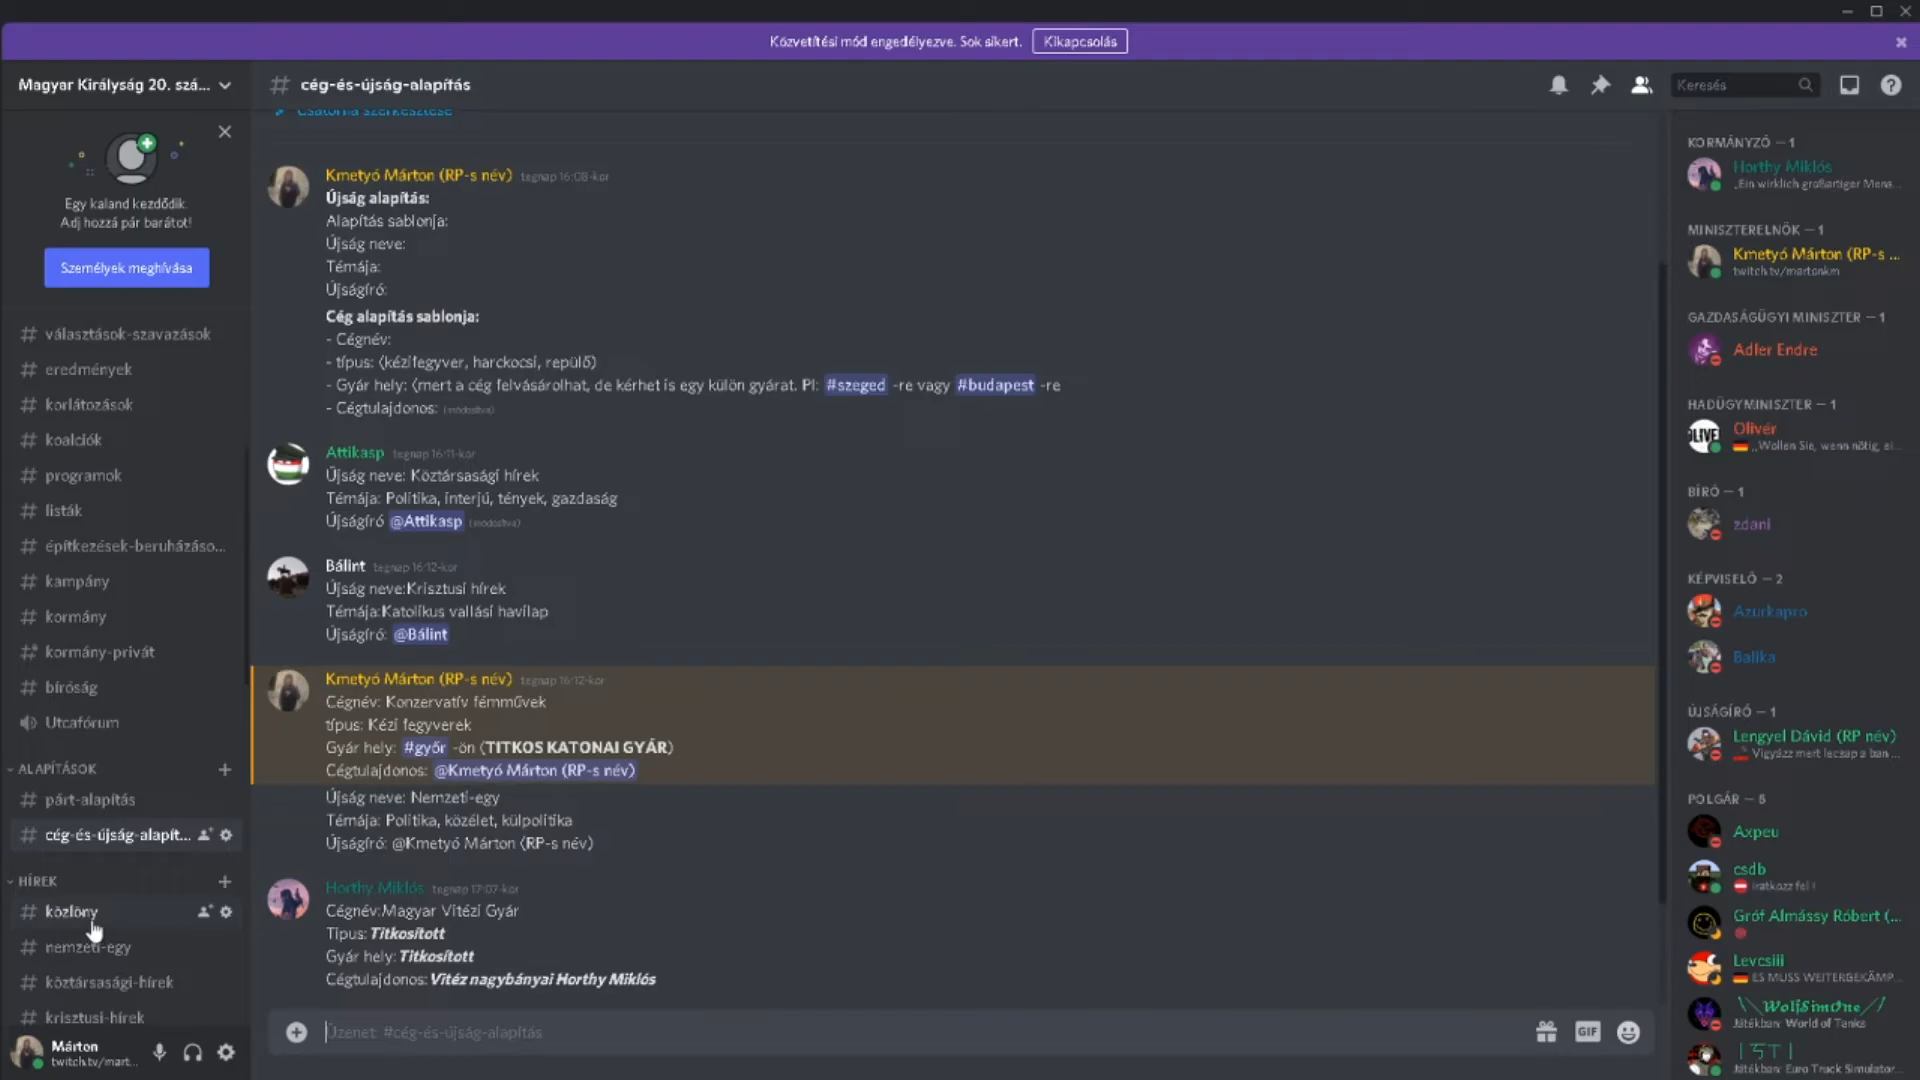 Közvetítési mód engedélyezve. Sok sikert.
Kikapcsolás
Magyar Királyság 20. szá...
Egy kaland kezdődik.
Adj hozzá pár barátot!
Személyek meghívása
választások-szavazások
eredmények
korlátozások
koalciók
programok
listák
építkezések-beruházáso...
kampány
kormány
kormány-privát
bíróság
Utcafórum
ALAPÍTÁSOK
párt-alapítás
cég-és-újság-alapít...
HÍREK
közlöny
nemzeti-egy
köztársasági-hírek
krisztusi-hírek
Márton
twitch.tv/mart...
cég-és-újság-alapítás
Keresés
Csatorna szerkesztése
Kmetyó Márton (RP-s név) tegnap 16:08-kor
Újság alapítás:
Alapítás sablonja:
Újság neve:
Témája:
Újságíró:
Cég alapítás sablonja:
- Cégnév:
- típus: (kézifegyver, harckocsi, repülő)
- Gyár hely: (mert a cég felvásárolhat, de kérhet is egy külön gyárat. Pl: #szeged -re vagy #budapest -re
- Cégtulajdonos: (módosítva)
Attikasp tegnap 16:11-kor
Újság neve: Köztársasági hírek
Témája: Politika, interjú, tények, gazdaság
Újságíró @Attikasp (módosítva)
Bálint tegnap 16:12-kor
Újság neve:Krisztusi hírek
Témája:Katolikus vallási havilap
Újságíró: @Bálint
Kmetyó Márton (RP-s név) tegnap 16:12-kor
Cégnév: Konzervatív fémművek
típus: Kézi fegyverek
Gyár hely: #győr -ön (TITKOS KATONAI GYÁR)
Cégtulajdonos: @Kmetyó Márton (RP-s név)
Újság neve: Nemzeti-egy
Témája: Politika, közélet, külpolitika
Újságíró: @Kmetyó Márton (RP-s név)
Horthy Miklós tegnap 17:07-kor
Cégnév:Magyar Vitézi Gyár
Típus: Titkosított
Gyár hely: Titkosított
Cégtulajdonos: Vitéz nagybányai Horthy Miklós
Üzenet: #cég-és-újság-alapítás
GIF
KORMÁNYZÓ — 1
Horthy Miklós
„Ein wirklich großartiger Mens...
MINISZTERELNÖK — 1
Kmetyó Márton (RP-s ...
twitch.tv/martonkm
GAZDASÁGÜGYI MINISZTER — 1
Adler Endre
HADÜGYMINISZTER — 1
Olivér
„Wollen Sie, wenn nötig, ei...
BÍRÓ — 1
zdani
KÉPVISELŐ — 2
Azurkapro
Balika
ÚJSÁGÍRÓ — 1
Lengyel Dávid (RP név)
Vigyázz mert lecsap a ban ...
POLGÁR — 5
Axpeu
csdb
iratkozz fel !
Gróf Almássy Róbert (...
Levcsiii
ES MUSS WEITERGEKÄMP...
\\WolfSimOne//
Játékban: World of Tanks
Játékban: Euro Truck Simulator...